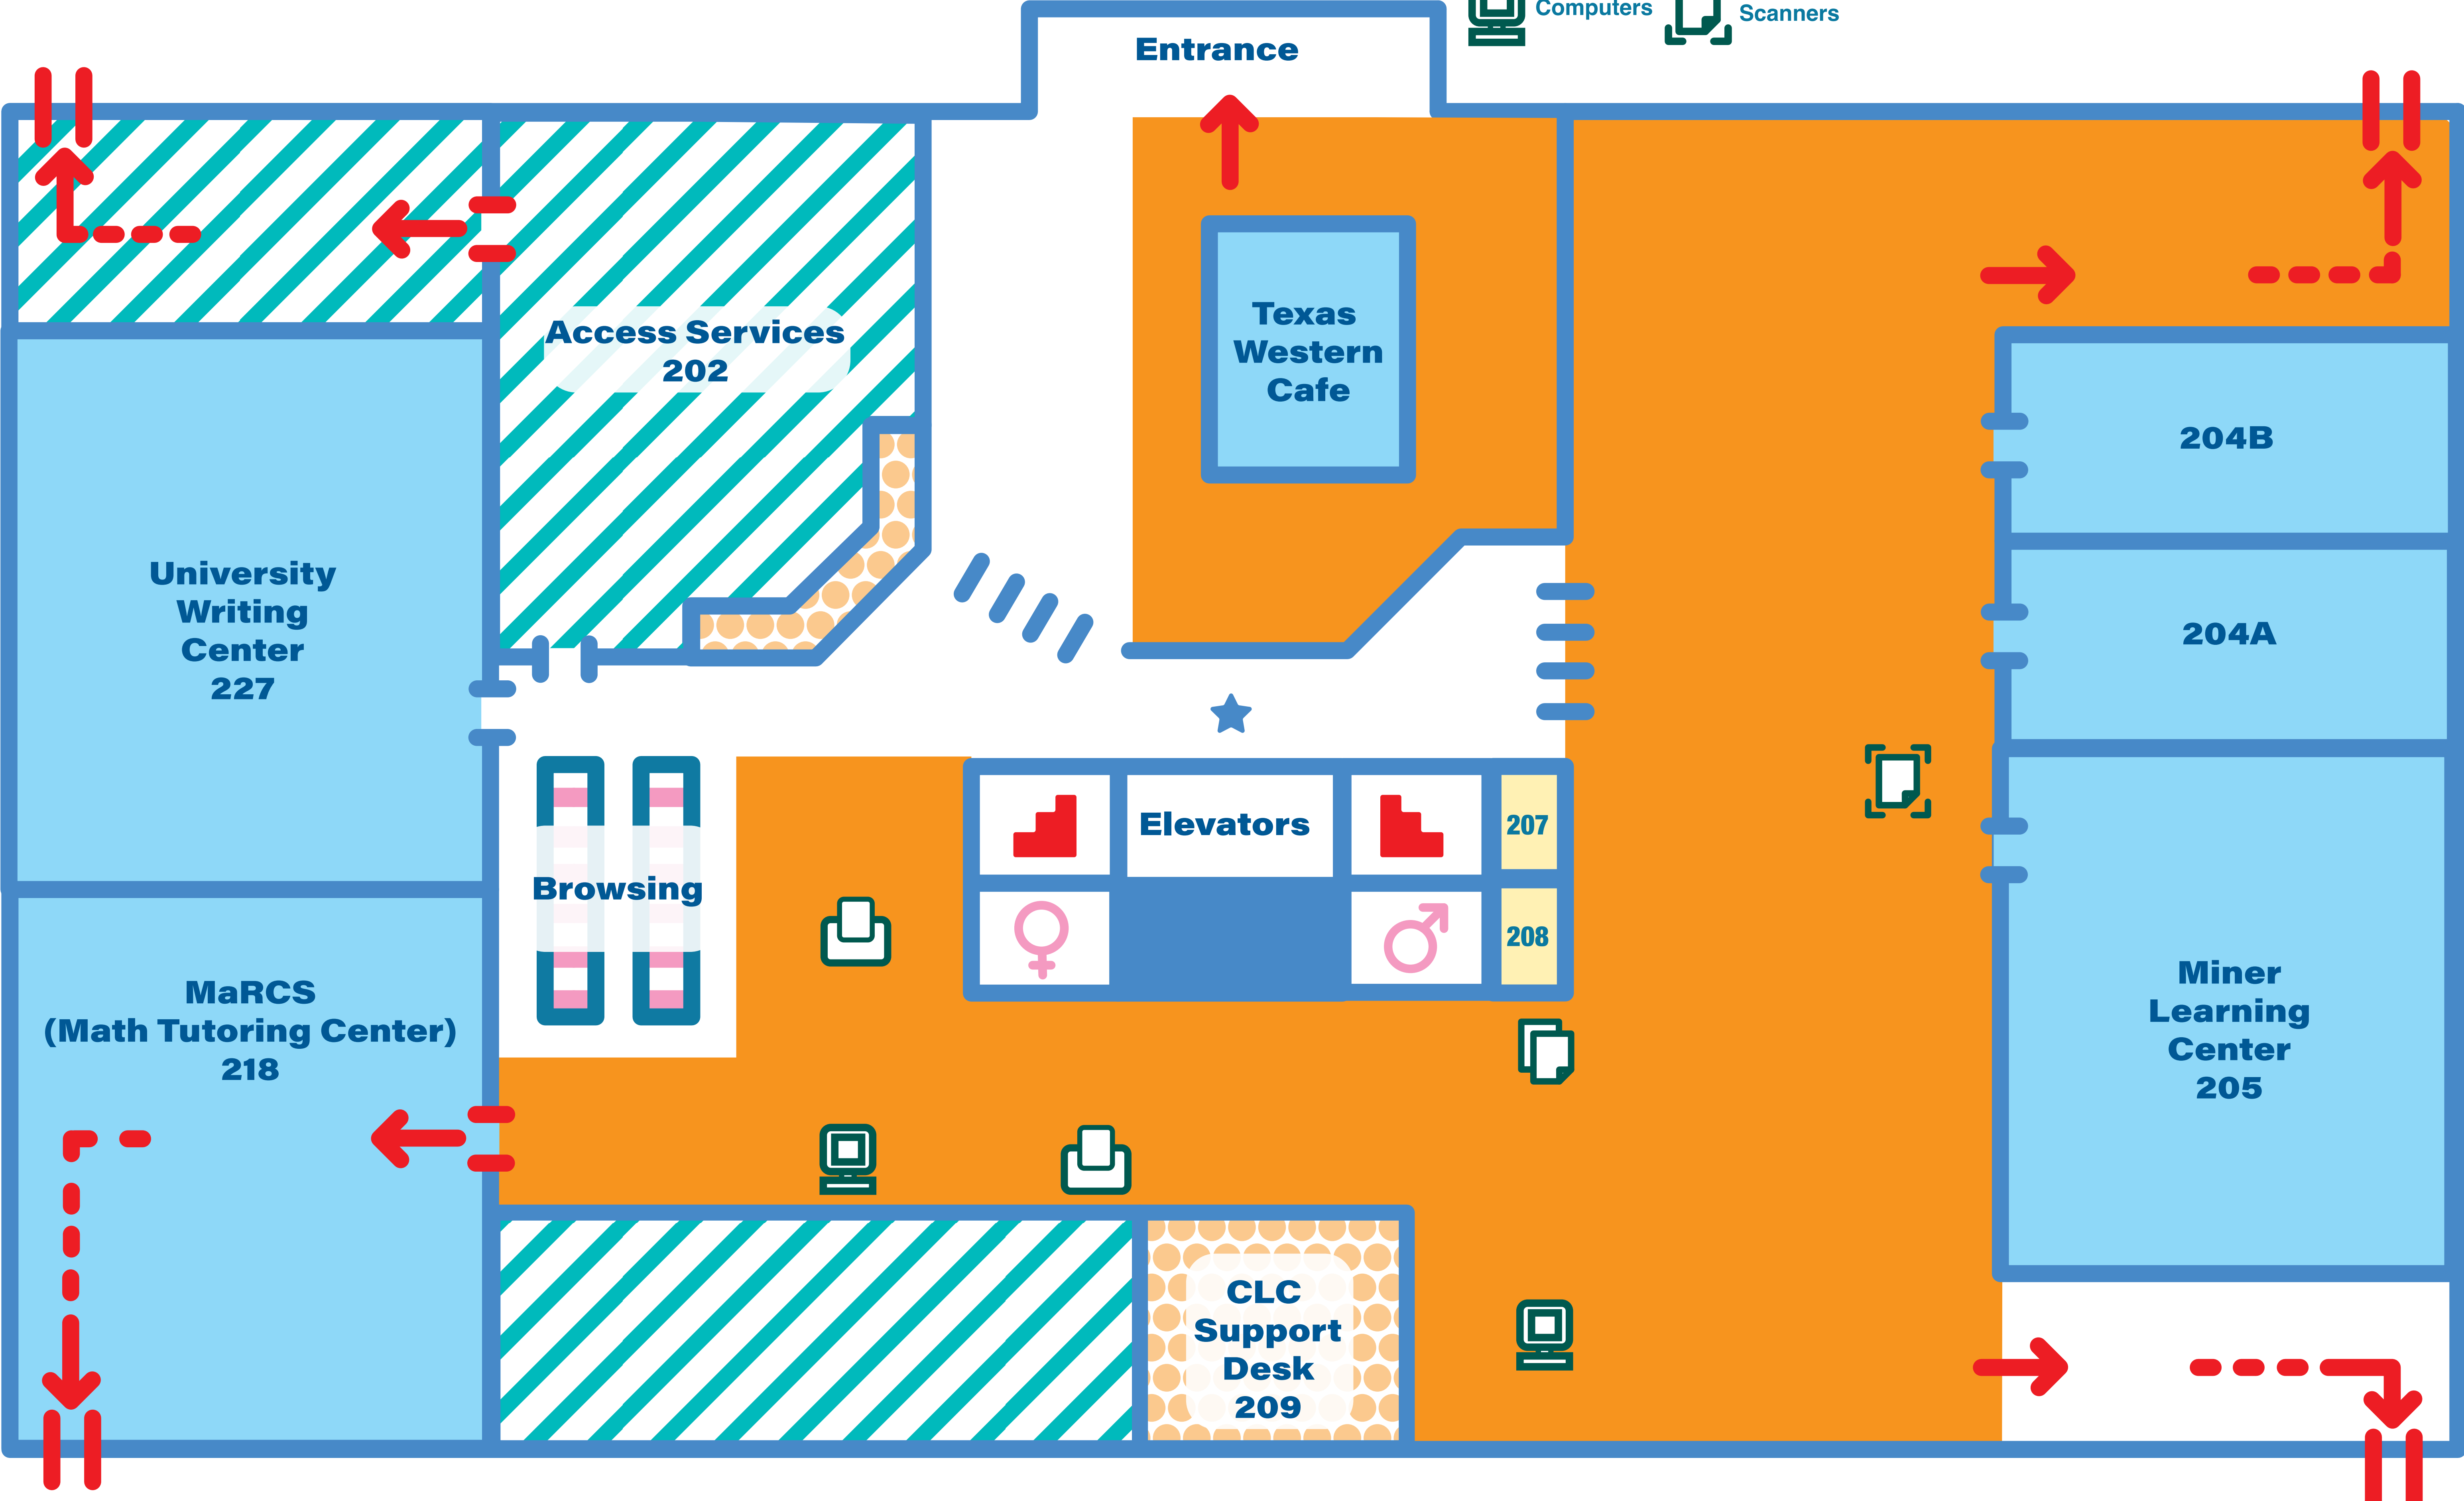 Computers
Scanners
Entrance
Access Services
202
Texas
Western
Cafe
204B
204A
University
Writing
Center
227
Elevators
207
208
Browsing
MaRCS
(Math Tutoring Center)
218
Miner
Learning
Center
205
CLC
Support
Desk
209